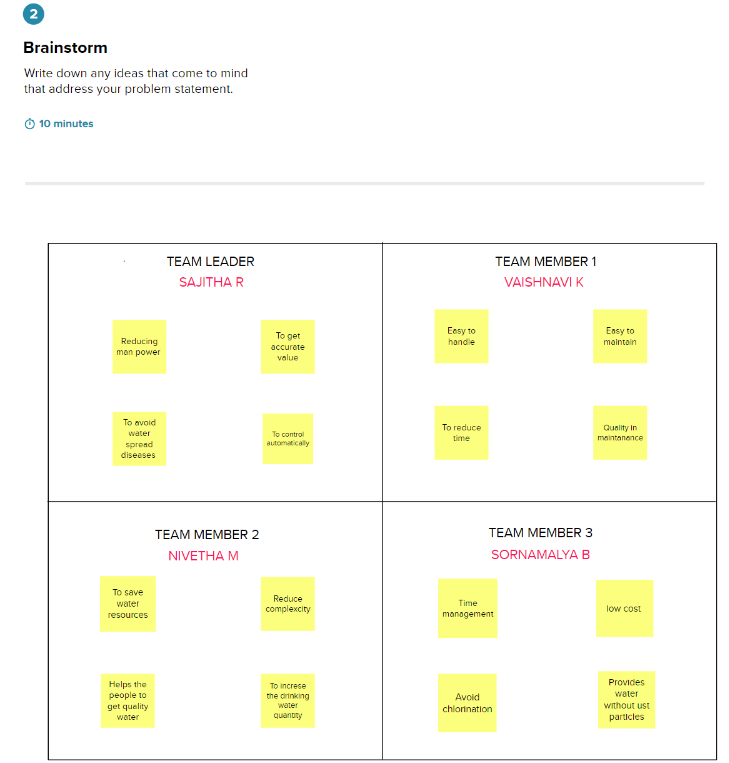 2
Brainstorm
Write down any ideas that come to mind
that address your problem statement.
10 minutes
TEAM LEADER
SAJITHA R
Reducing
man power
To get
accurate
value
To avoid
water
spread
diseases
To control
automatically
TEAM MEMBER 1
VAISHNAVI K
Easy to
handle
Easy to
maintain
To reduce
time
Quality in
maintanance
TEAM MEMBER 2
NIVETHA M
To save
water
resources
Reduce
complexcity
Helps the
people to
get quality
water
To increse
the drinking
water
quantity
TEAM MEMBER 3
SORNAMALYA B
Time
management
low cost
Avoid
chlorination
Provides
water
without ust
particles